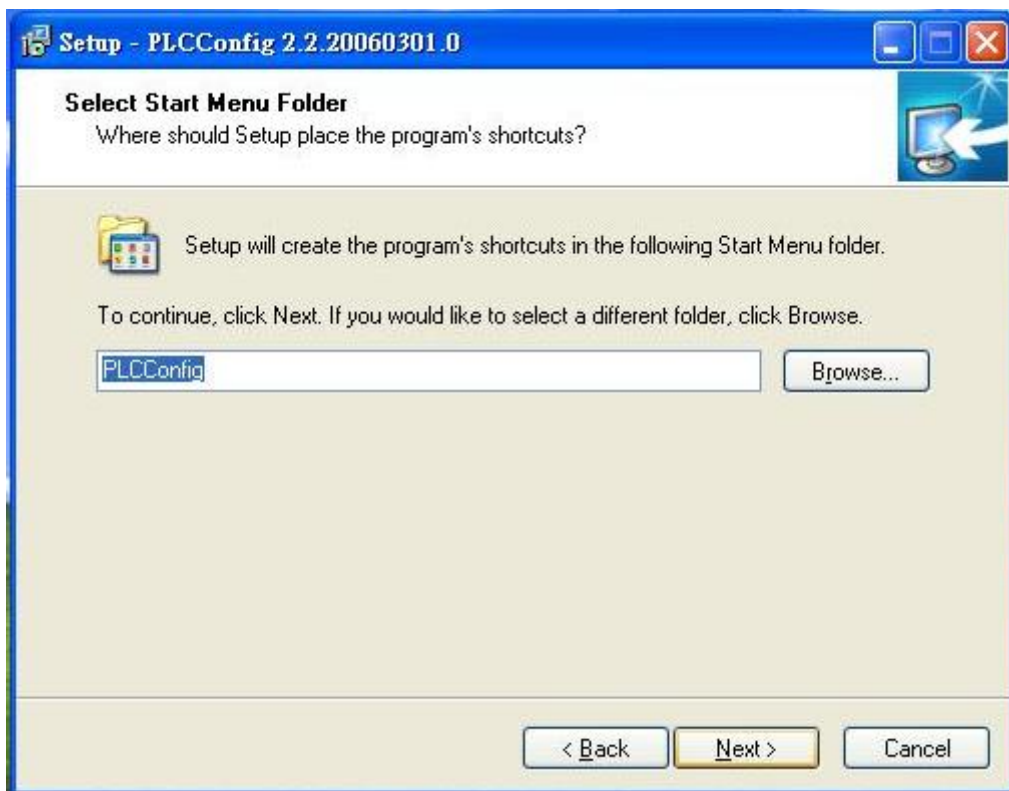 Setup - PLCConfig 2.2.20060301.0
Select Start Menu Folder
Where should Setup place the program's shortcuts?
Setup will create the program's shortcuts in the following Start Menu folder.
To continue, click Next. If you would like to select a different folder, click Browse.
PLCConfig
Browse...
< Back
Next >
Cancel